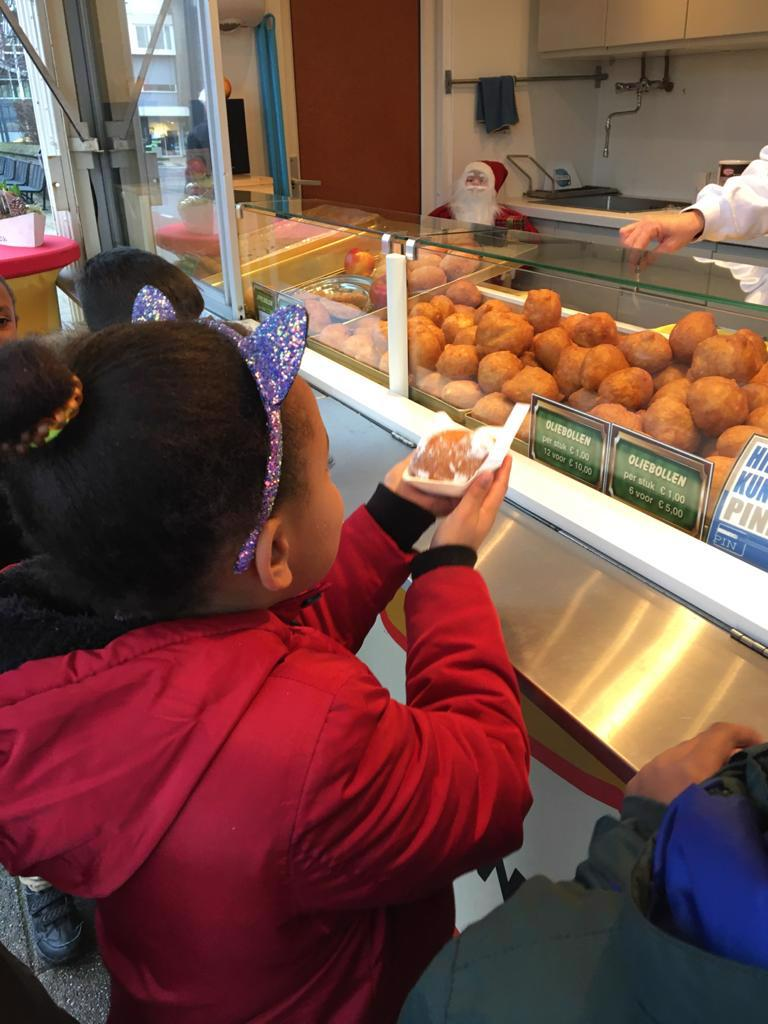 OLIEBOLLEN
per stuk € 1,00
12 voor € 10,00
OLIEBOLLEN
per stuk € 1,00
6 voor € 5,00
PIN